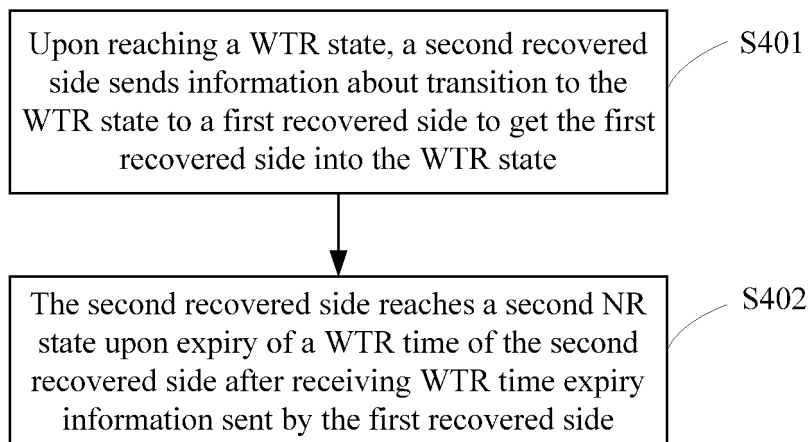 Upon reaching a WTR state, a second recovered
side sends information about transition to the
WTR state to a first recovered side to get the first
recovered side into the WTR state
S401
The second recovered side reaches a second NR
state upon expiry of a WTR time of the second
recovered side after receiving WTR time expiry
information sent by the first recovered side
S402